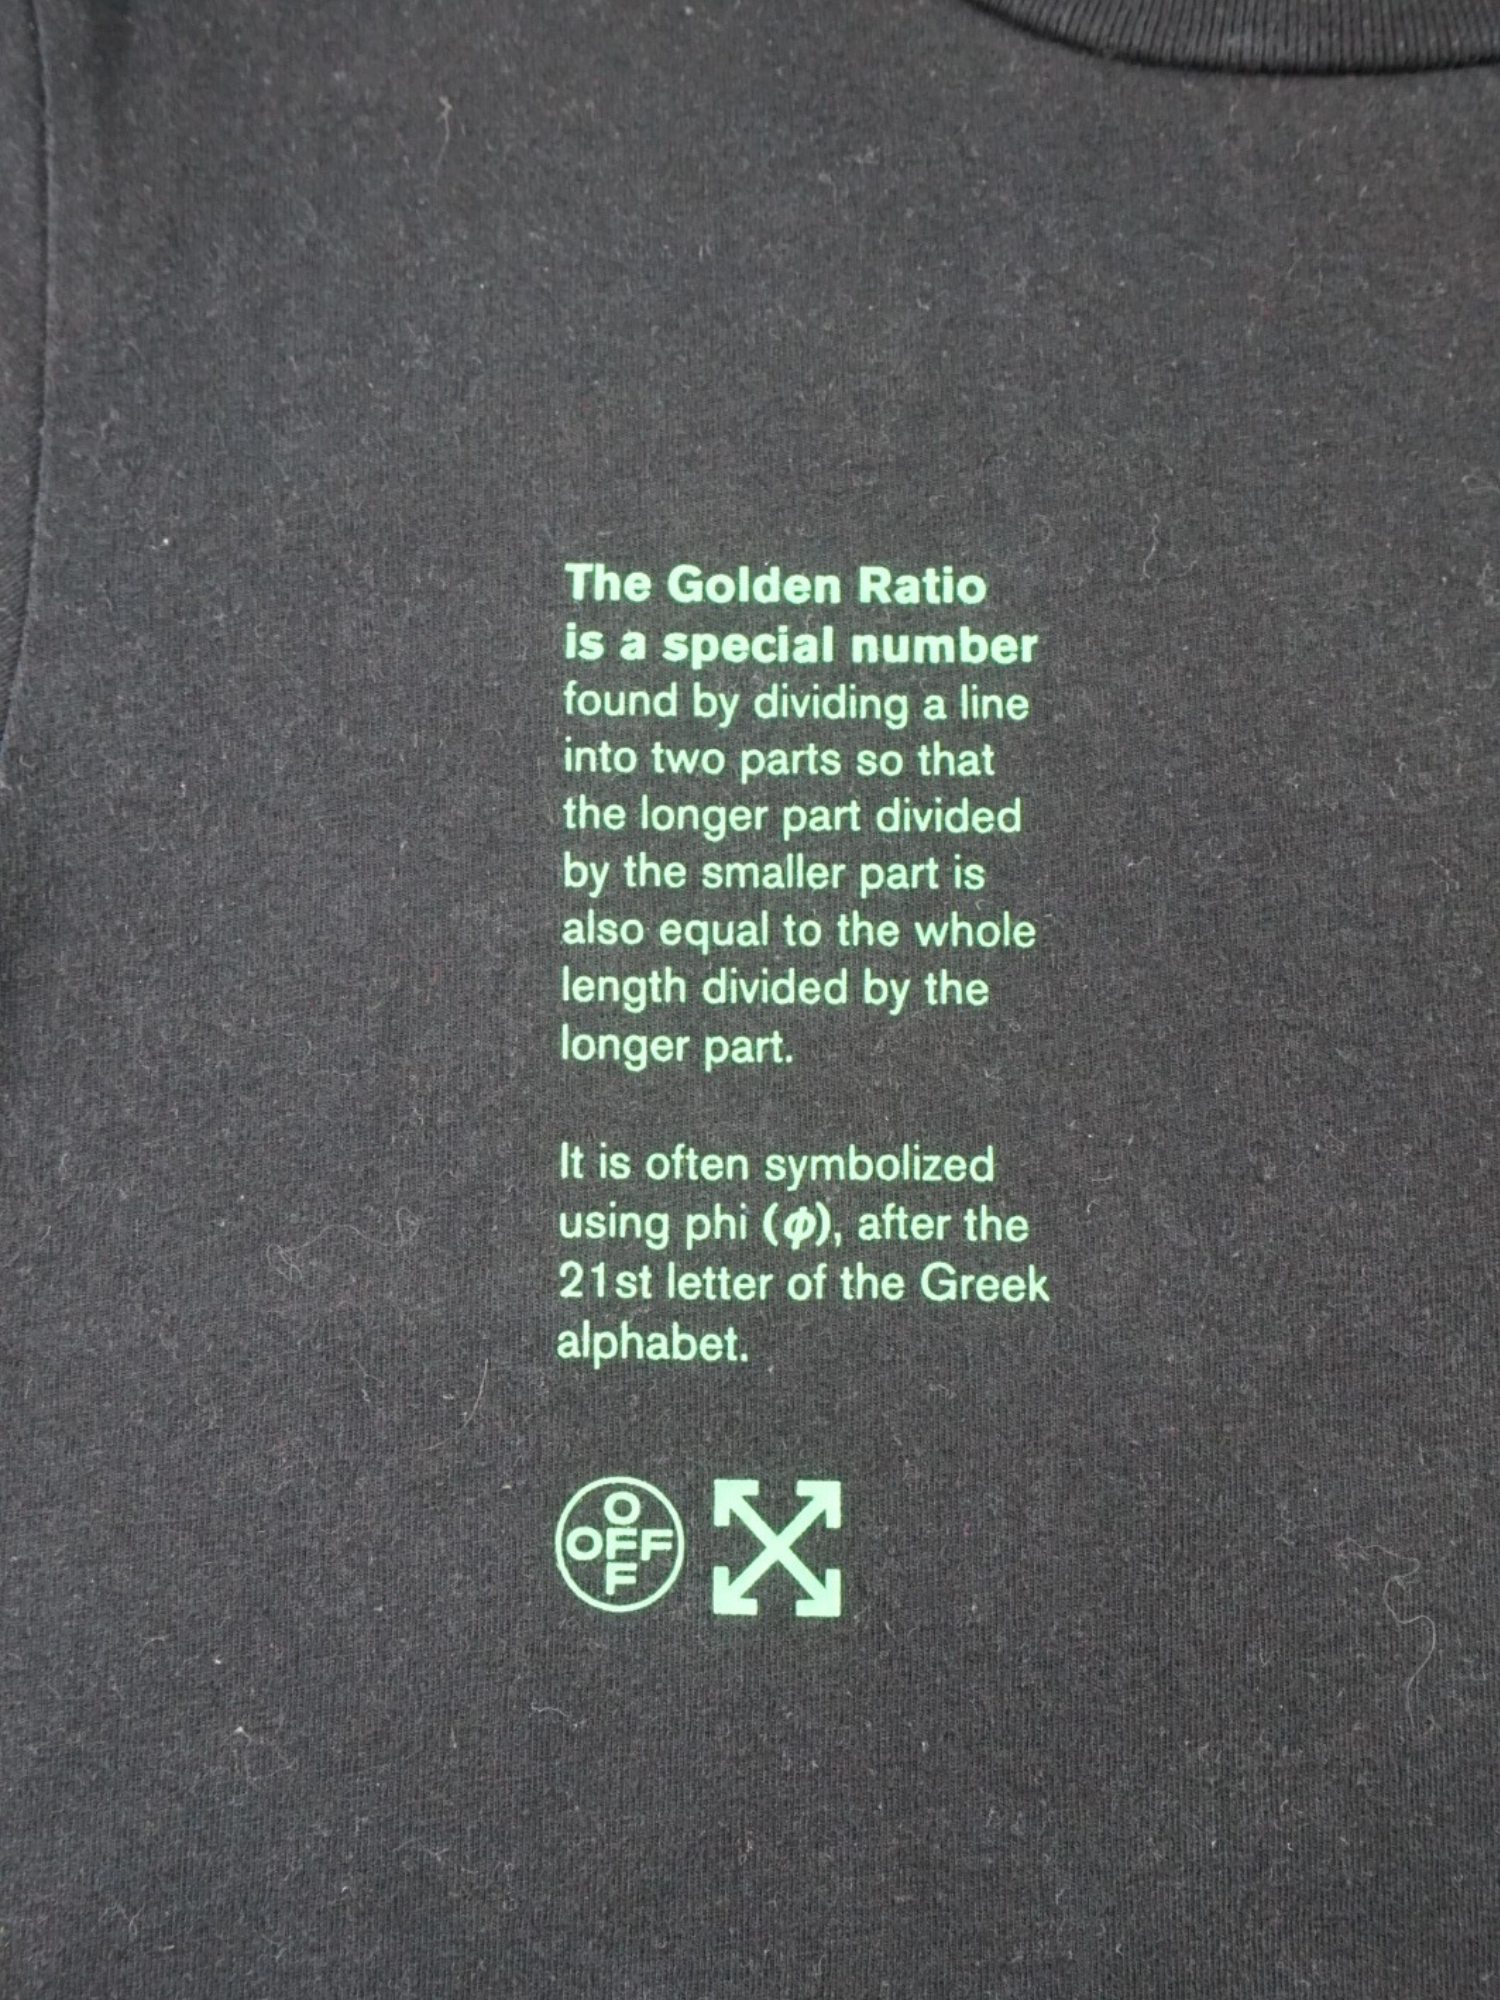 The Golden Ratio
is a special number
found by dividing a line
into two parts so that
the longer part divided
by the smaller part is
also equal to the whole
length divided by the
longer part.
It is often symbolized
using phi (ϕ), after the
21st letter of the Greek
alphabet.
O
OFF
F